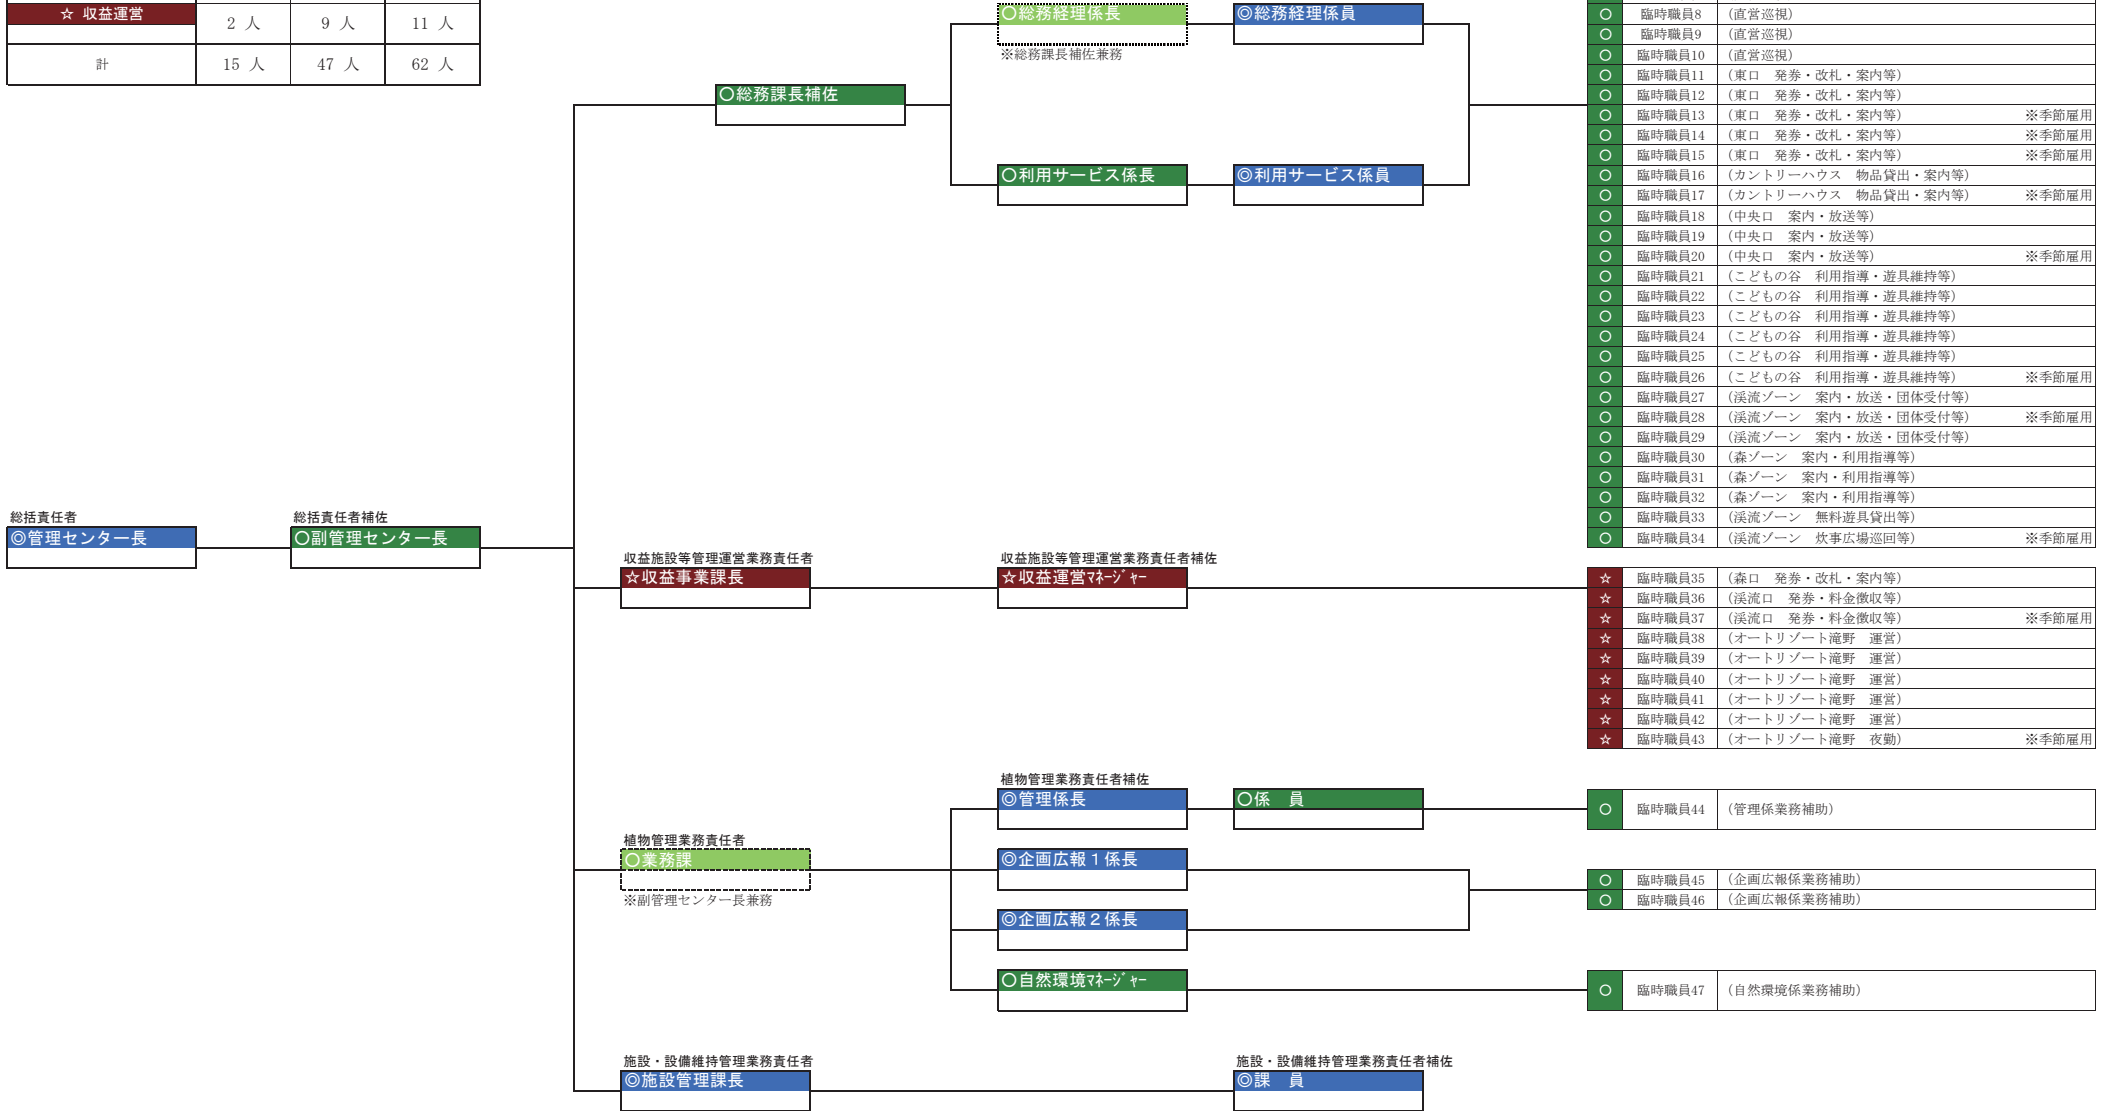 ☆ 収益運営 2 人 9 人 11 人
計 15 人 47 人 62 人
〇総務経理係長
※総務課長補佐兼務
◎総務経理係員
〇総務課長補佐
〇利用サービス係長
◎利用サービス係員
〇 臨時職員8 （直営巡視）
〇 臨時職員9 （直営巡視）
〇 臨時職員10 （直営巡視）
〇 臨時職員11 （東口　発券・改札・案内等）
〇 臨時職員12 （東口　発券・改札・案内等）
〇 臨時職員13 （東口　発券・改札・案内等） ※季節雇用
〇 臨時職員14 （東口　発券・改札・案内等） ※季節雇用
〇 臨時職員15 （東口　発券・改札・案内等） ※季節雇用
〇 臨時職員16 （カントリーハウス　物品貸出・案内等）
〇 臨時職員17 （カントリーハウス　物品貸出・案内等） ※季節雇用
〇 臨時職員18 （中央口　案内・放送等）
〇 臨時職員19 （中央口　案内・放送等）
〇 臨時職員20 （中央口　案内・放送等） ※季節雇用
〇 臨時職員21 （こどもの谷　利用指導・遊具維持等）
〇 臨時職員22 （こどもの谷　利用指導・遊具維持等）
〇 臨時職員23 （こどもの谷　利用指導・遊具維持等）
〇 臨時職員24 （こどもの谷　利用指導・遊具維持等）
〇 臨時職員25 （こどもの谷　利用指導・遊具維持等）
〇 臨時職員26 （こどもの谷　利用指導・遊具維持等） ※季節雇用
〇 臨時職員27 （渓流ゾーン　案内・放送・団体受付等）
〇 臨時職員28 （渓流ゾーン　案内・放送・団体受付等） ※季節雇用
〇 臨時職員29 （渓流ゾーン　案内・放送・団体受付等）
〇 臨時職員30 （森ゾーン　案内・利用指導等）
〇 臨時職員31 （森ゾーン　案内・利用指導等）
〇 臨時職員32 （森ゾーン　案内・利用指導等）
〇 臨時職員33 （渓流ゾーン　無料遊具貸出等）
〇 臨時職員34 （渓流ゾーン　炊事広場巡回等） ※季節雇用
総括責任者
◎管理センター長
総括責任者補佐
〇副管理センター長
収益施設等管理運営業務責任者
☆収益事業課長
収益施設等管理運営業務責任者補佐
☆収益運営ﾏﾈｰｼﾞｬｰ
☆ 臨時職員35 （森口　発券・改札・案内等）
☆ 臨時職員36 （渓流口　発券・料金徴収等）
☆ 臨時職員37 （渓流口　発券・料金徴収等） ※季節雇用
☆ 臨時職員38 （オートリゾート滝野　運営）
☆ 臨時職員39 （オートリゾート滝野　運営）
☆ 臨時職員40 （オートリゾート滝野　運営）
☆ 臨時職員41 （オートリゾート滝野　運営）
☆ 臨時職員42 （オートリゾート滝野　運営）
☆ 臨時職員43 （オートリゾート滝野　夜勤） ※季節雇用
植物管理業務責任者補佐
◎管理係長
〇係　員
〇 臨時職員44 （管理係業務補助）
植物管理業務責任者
〇業務課
※副管理センター長兼務
◎企画広報１係長
◎企画広報２係長
〇 臨時職員45 （企画広報係業務補助）
〇 臨時職員46 （企画広報係業務補助）
〇自然環境ﾏﾈｰｼﾞｬｰ
〇 臨時職員47 （自然環境係業務補助）
施設・設備維持管理業務責任者
◎施設管理課長
施設・設備維持管理業務責任者補佐
◎課　員